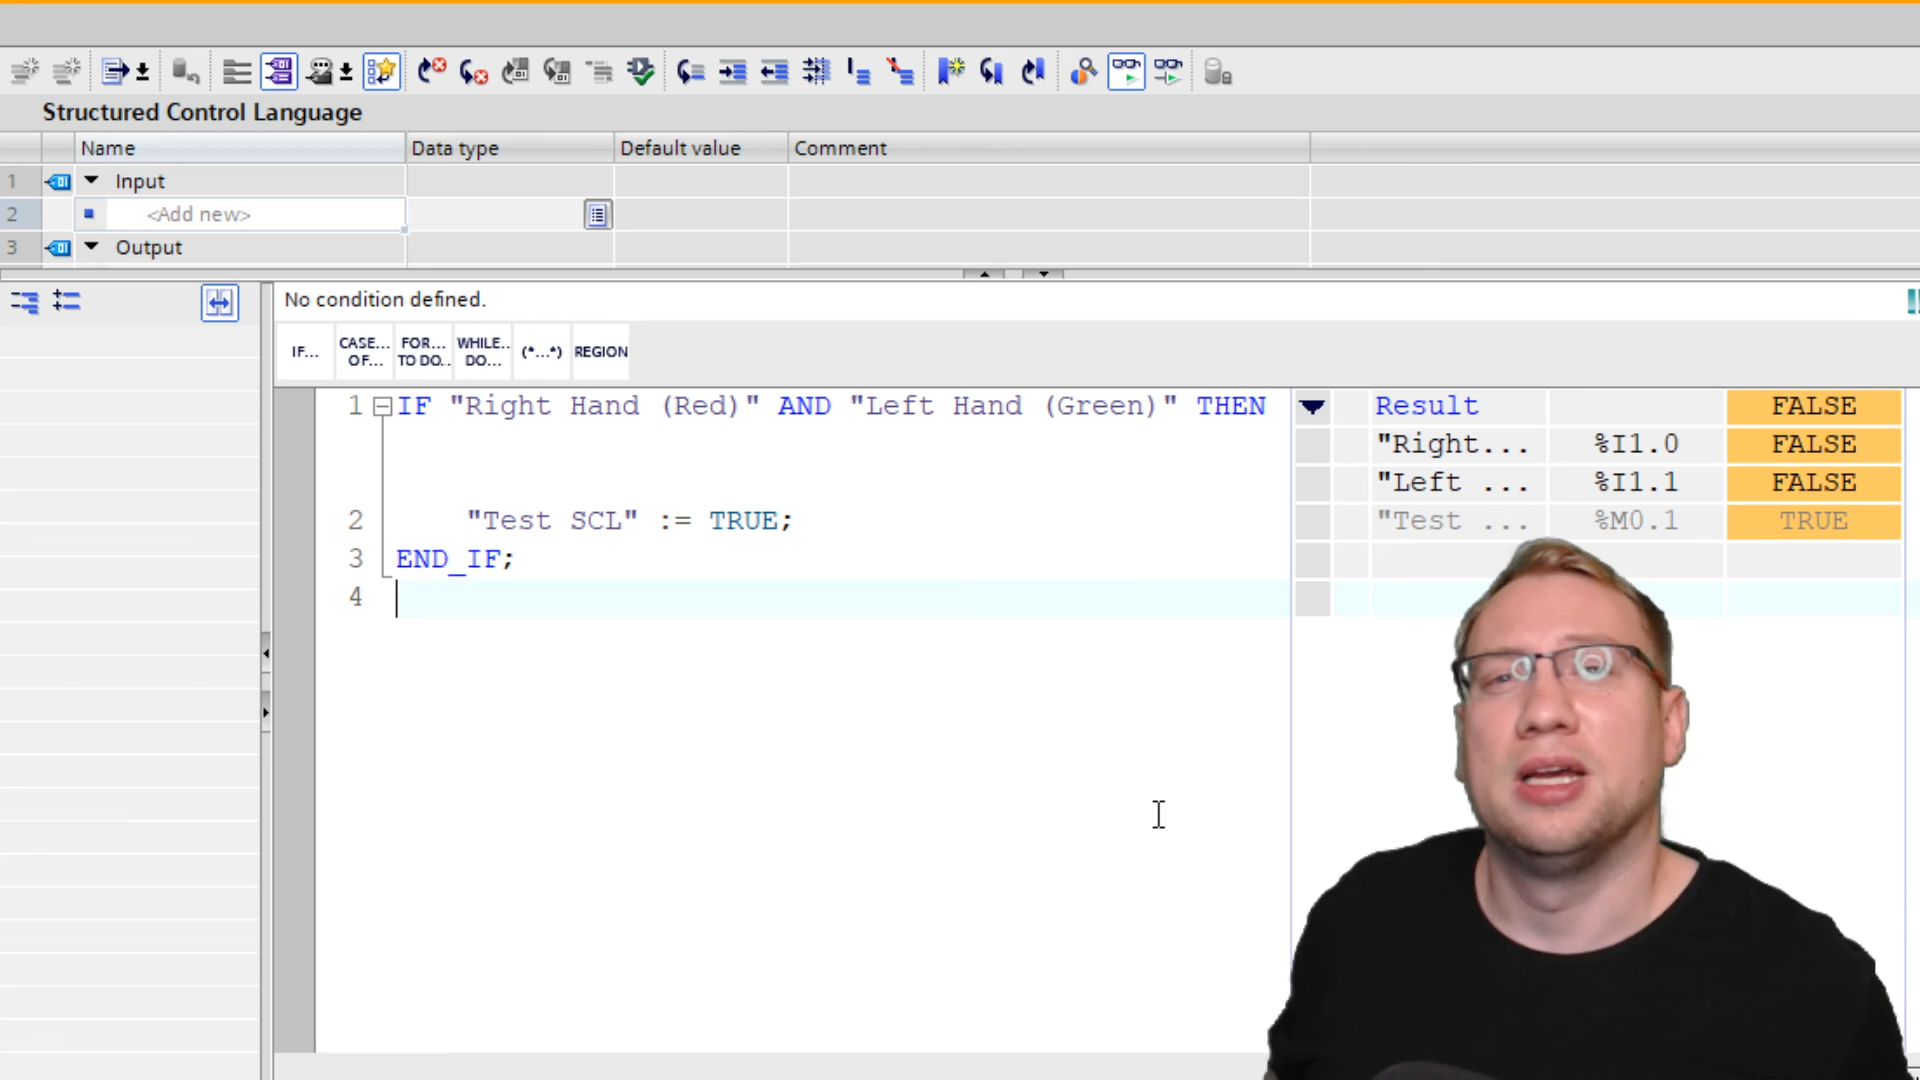 Structured Control Language
Name Data type Default value Comment
1 Input
2 <Add new>
3 Output
No condition defined.
IF... CASE... OF... FOR... TO DO.. WHILE.. DO... (*...*) REGION
1 IF "Right Hand (Red)" AND "Left Hand (Green)" THEN Result FALSE
"Right... %I1.0 FALSE
"Left ... %I1.1 FALSE
2 "Test SCL" := TRUE; "Test ... %M0.1 TRUE
3 END_IF;
4